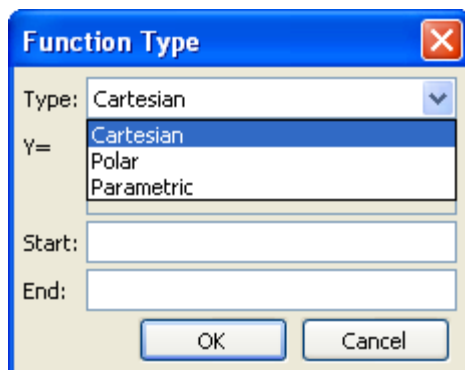 Function Type
Type: Cartesian
Y= Cartesian
Polar
Parametric
Start:
End:
OK Cancel